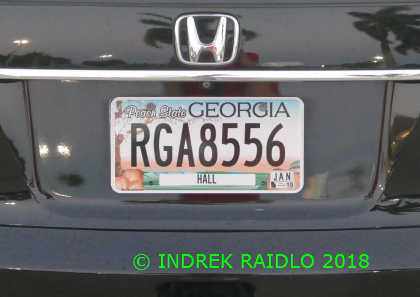 Peach State GEORGIA
RGA8556
HALL
JAN
19
© INDREK RAIDLO 2018